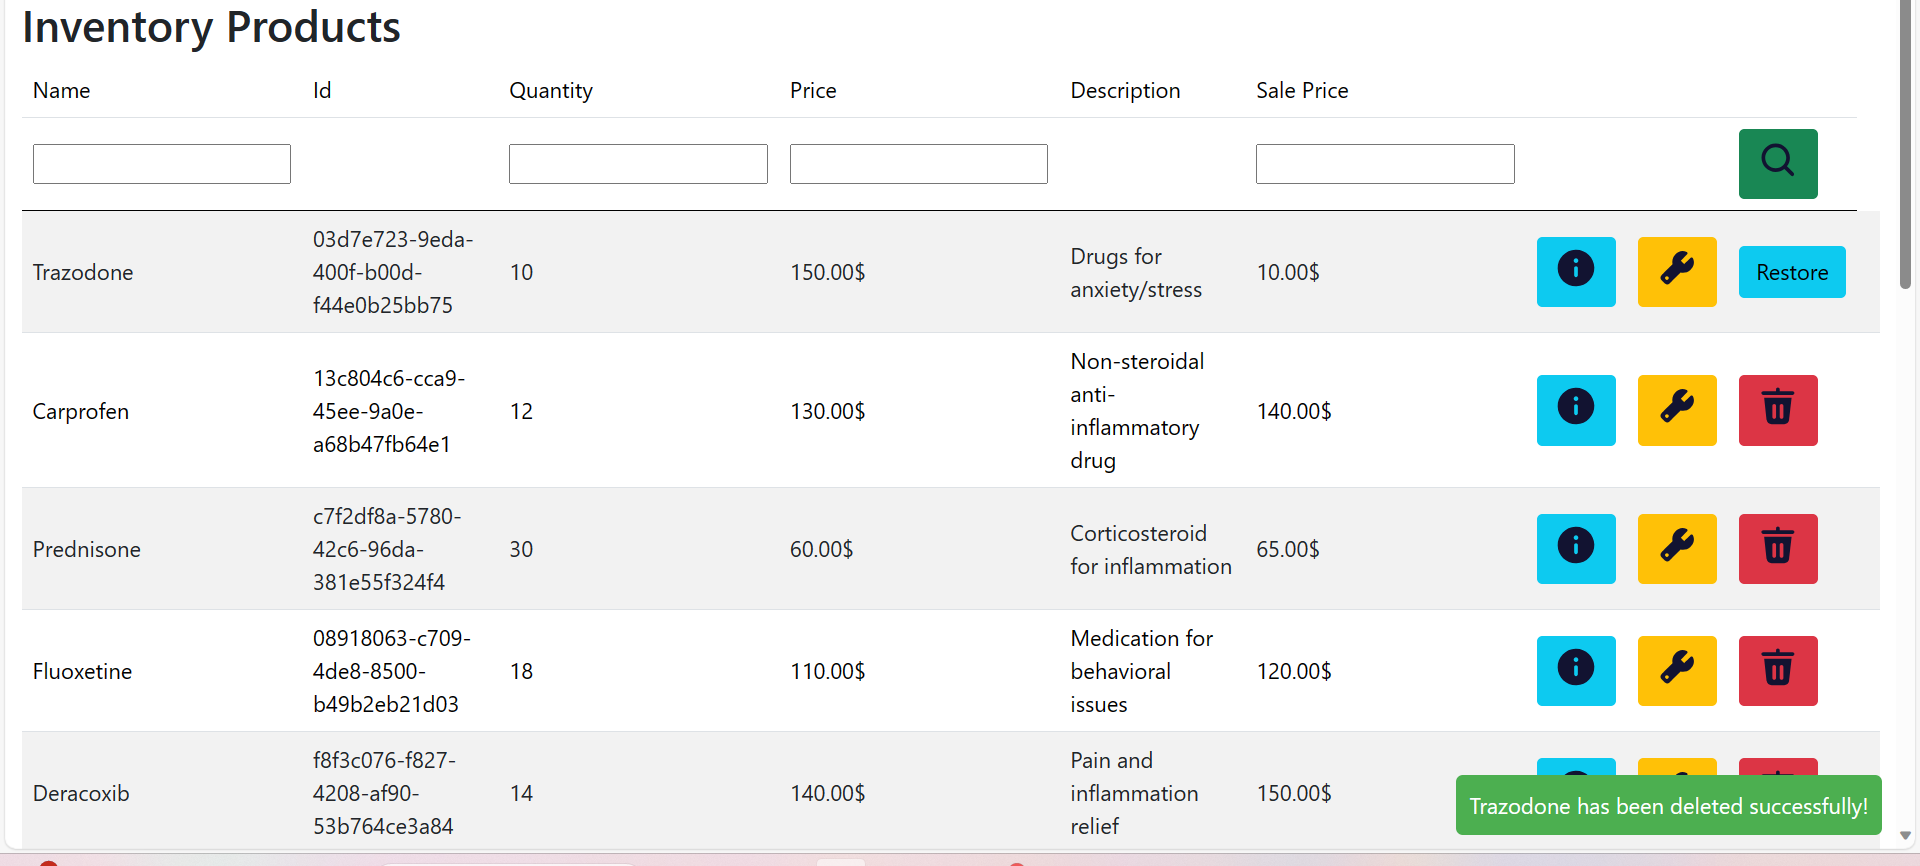 Inventory Products
Name Id Quantity Price Description Sale Price
Trazodone
03d7e723-9eda-
400f-b00d-
f44e0b25bb75
10
150.00$
Drugs for
anxiety/stress
10.00$
Restore
Carprofen
13c804c6-cca9-
45ee-9a0e-
a68b47fb64e1
12
130.00$
Non-steroidal
anti-
inflammatory
drug
140.00$
Prednisone
c7f2df8a-5780-
42c6-96da-
381e55f324f4
30
60.00$
Corticosteroid
for inflammation
65.00$
Fluoxetine
08918063-c709-
4de8-8500-
b49b2eb21d03
18
110.00$
Medication for
behavioral
issues
120.00$
Deracoxib
f8f3c076-f827-
4208-af90-
53b764ce3a84
14
140.00$
Pain and
inflammation
relief
150.00$
Trazodone has been deleted successfully!